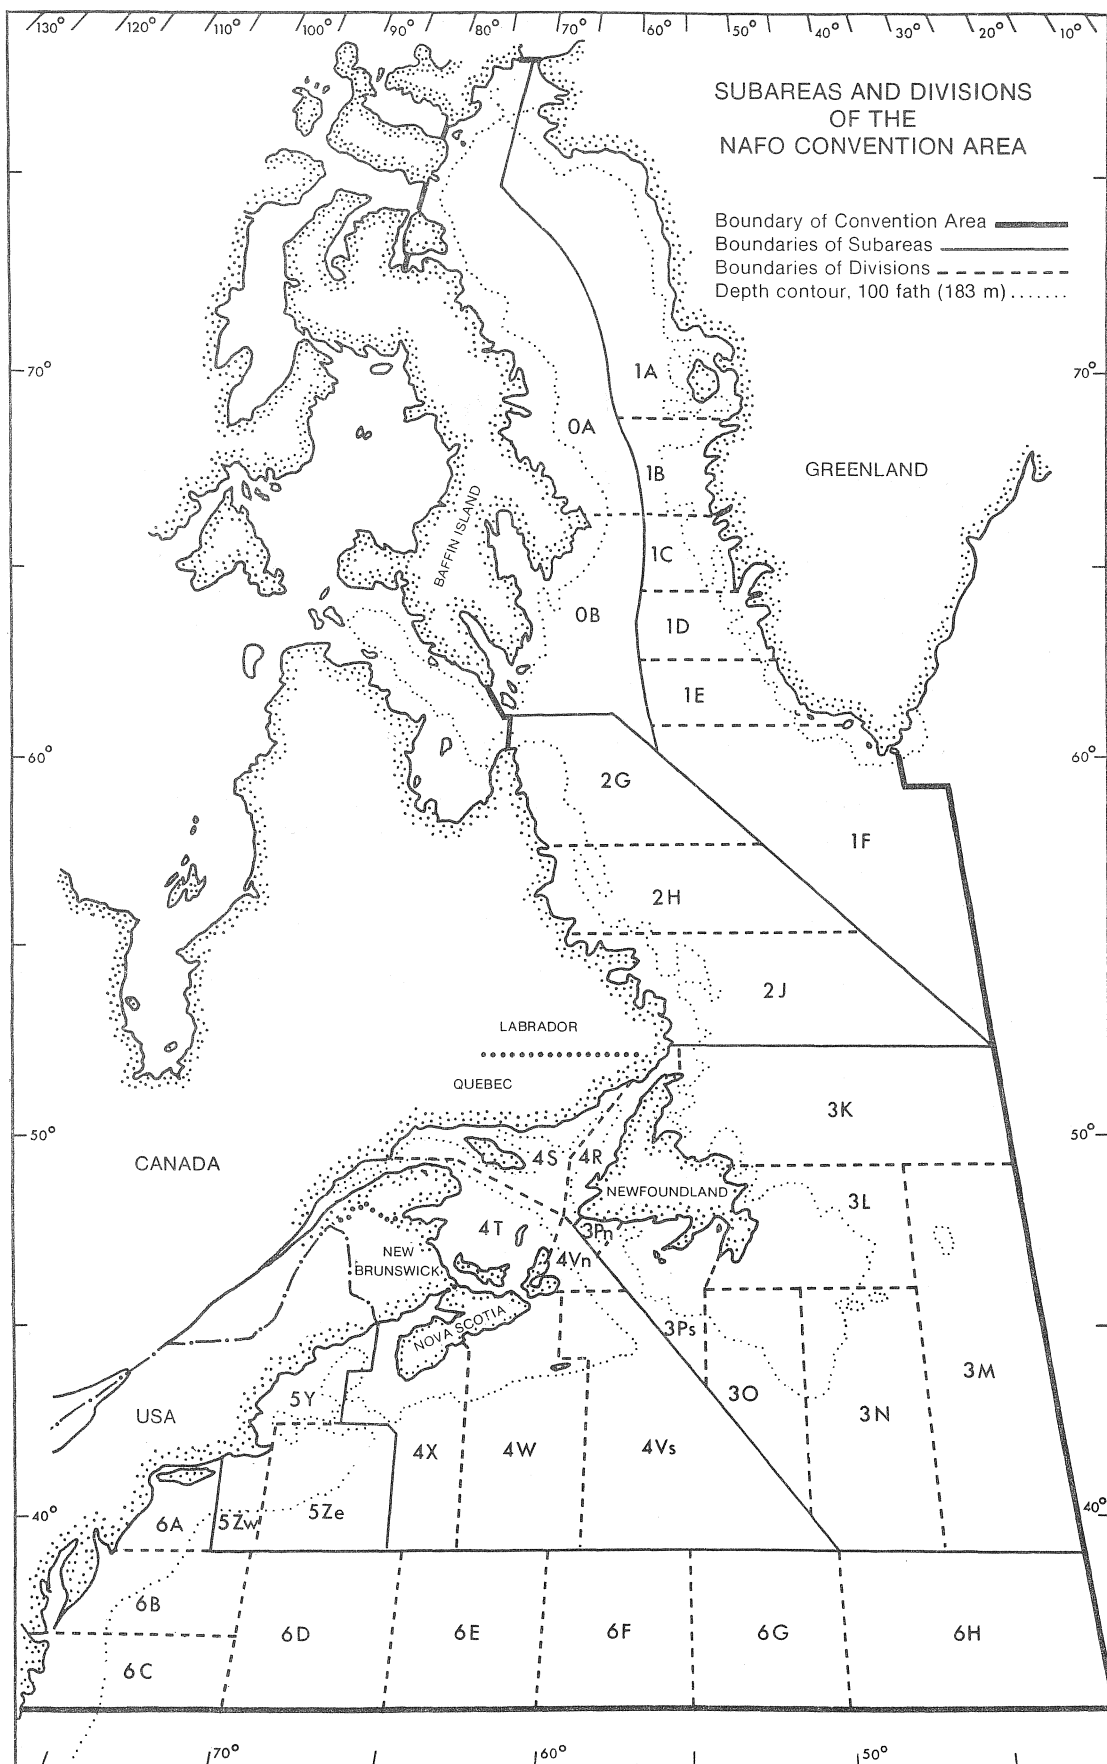 130° 120° 110° 100° 90° 80° 70° 60° 50° 40° 30° 20° 10°
SUBAREAS AND DIVISIONS
OF THE
NAFO CONVENTION AREA
Boundary of Convention Area
Boundaries of Subareas
Boundaries of Divisions
Depth contour, 100 fath (183 m)
70°
1A
70°
0A
1B
GREENLAND
BAFFIN ISLAND
1C
0B
1D
1E
60°
2G
60°
1F
2H
2J
LABRADOR
QUEBEC
3K
50°
50°
CANADA
4S
4R
NEWFOUNDLAND
3L
4T
3Pn
NEW
BRUNSWICK
4Vn
NOVA SCOTIA
3Ps
3M
5Y
3O
USA
3N
4X
4W
4Vs
40°
40°
6A
5Zw
5Ze
6B
6D
6E
6F
6G
6H
6C
70°
60°
50°